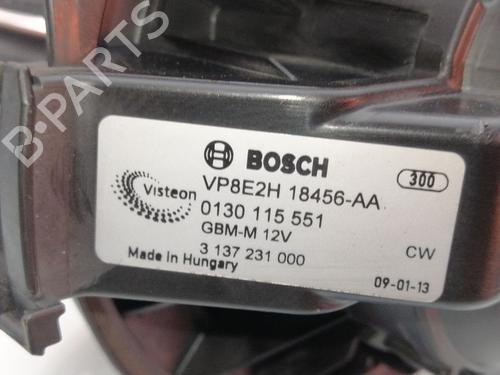 B-PARTS
BOSCH
Visteon
VP8E2H 18456-AA
300
0130 115 551
GBM-M 12V
3 137 231 000
CW
Made in Hungary
09-01-13